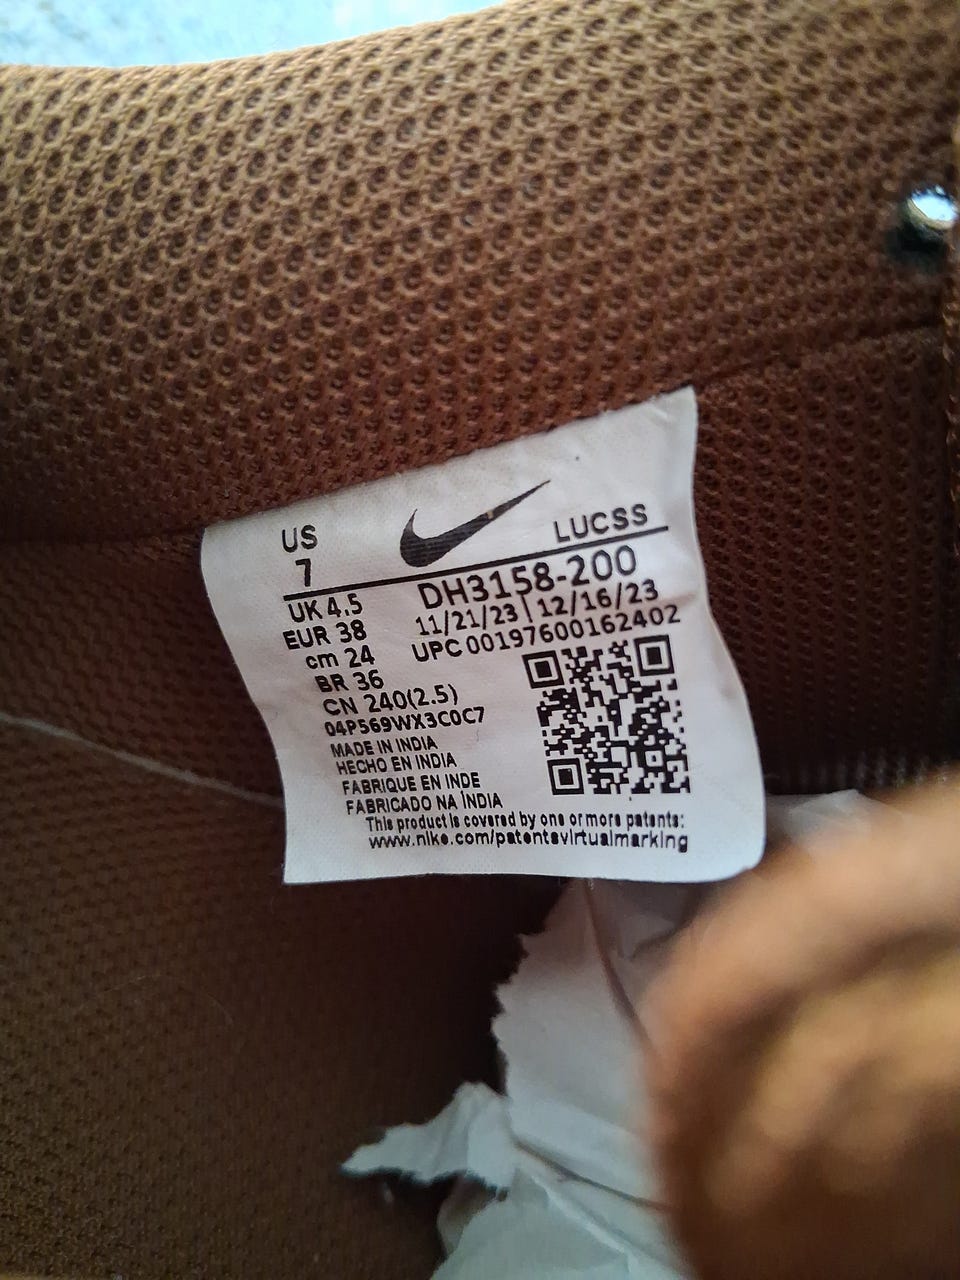 US
7
LUCSS
DH3158-200
UK 4.5
11/21/23 | 12/16/23
EUR 38
UPC 00197600162402
cm 24
BR 36
CN 240(2.5)
04P569WX3C0C7
MADE IN INDIA
HECHO EN INDIA
FABRIQUE EN INDE
FABRICADO NA ÍNDIA
This product is covered by one or more patents:
www.nike.com/patentsvirtualmarking